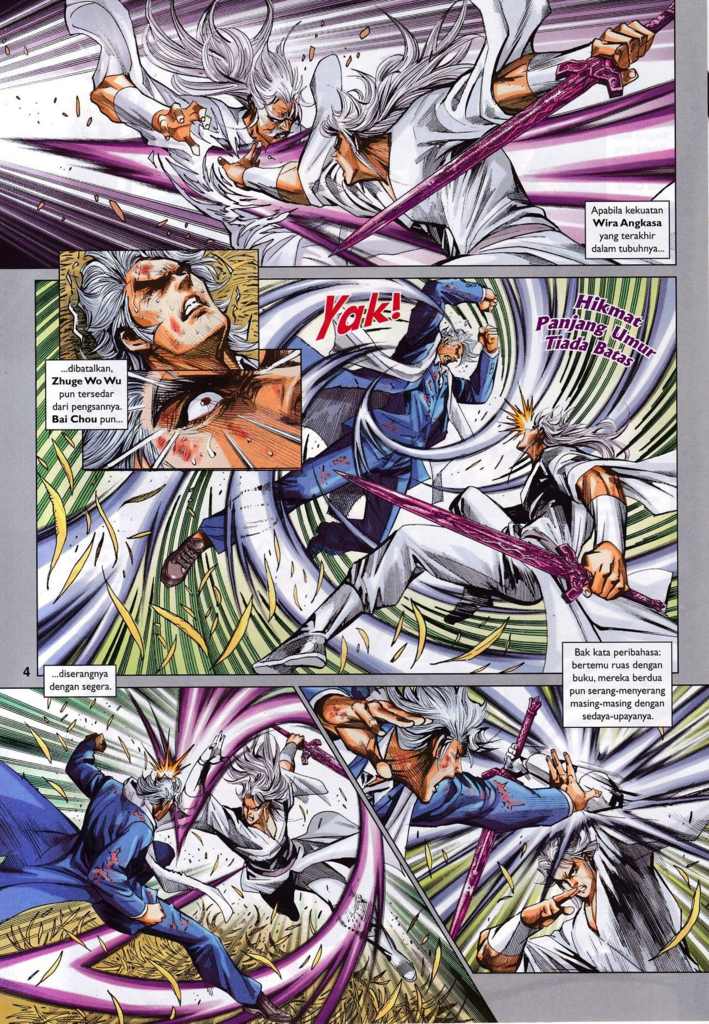 Apabila kekuatan
Wira Angkasa
yang terakhir
dalam tubuhnya...
...dibatalkan,
Zhuge Wo Wu
pun tersedar
dari pengsannya.
Bai Chou pun...
Yak!
Hikmat
Panjang Umur
Tiada Batas
4
...diserangnya
dengan segera.
Bak kata peribahasa:
bertemu ruas dengan
buku, mereka berdua
pun serang-menyerang
masing-masing dengan
sedaya-upayanya.